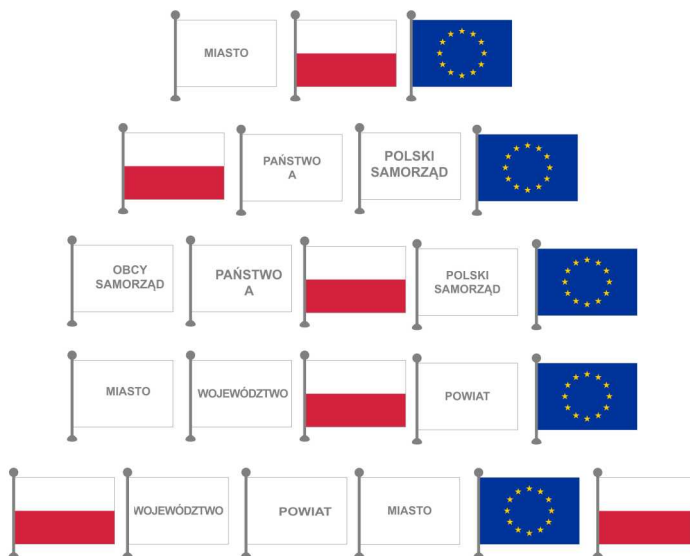 MIASTO
PAŃSTWO
A
POLSKI
SAMORZĄD
OBCY
SAMORZĄD
PAŃSTWO
A
POLSKI
SAMORZĄD
MIASTO
WOJEWÓDZTWO
POWIAT
WOJEWÓDZTWO
POWIAT
MIASTO